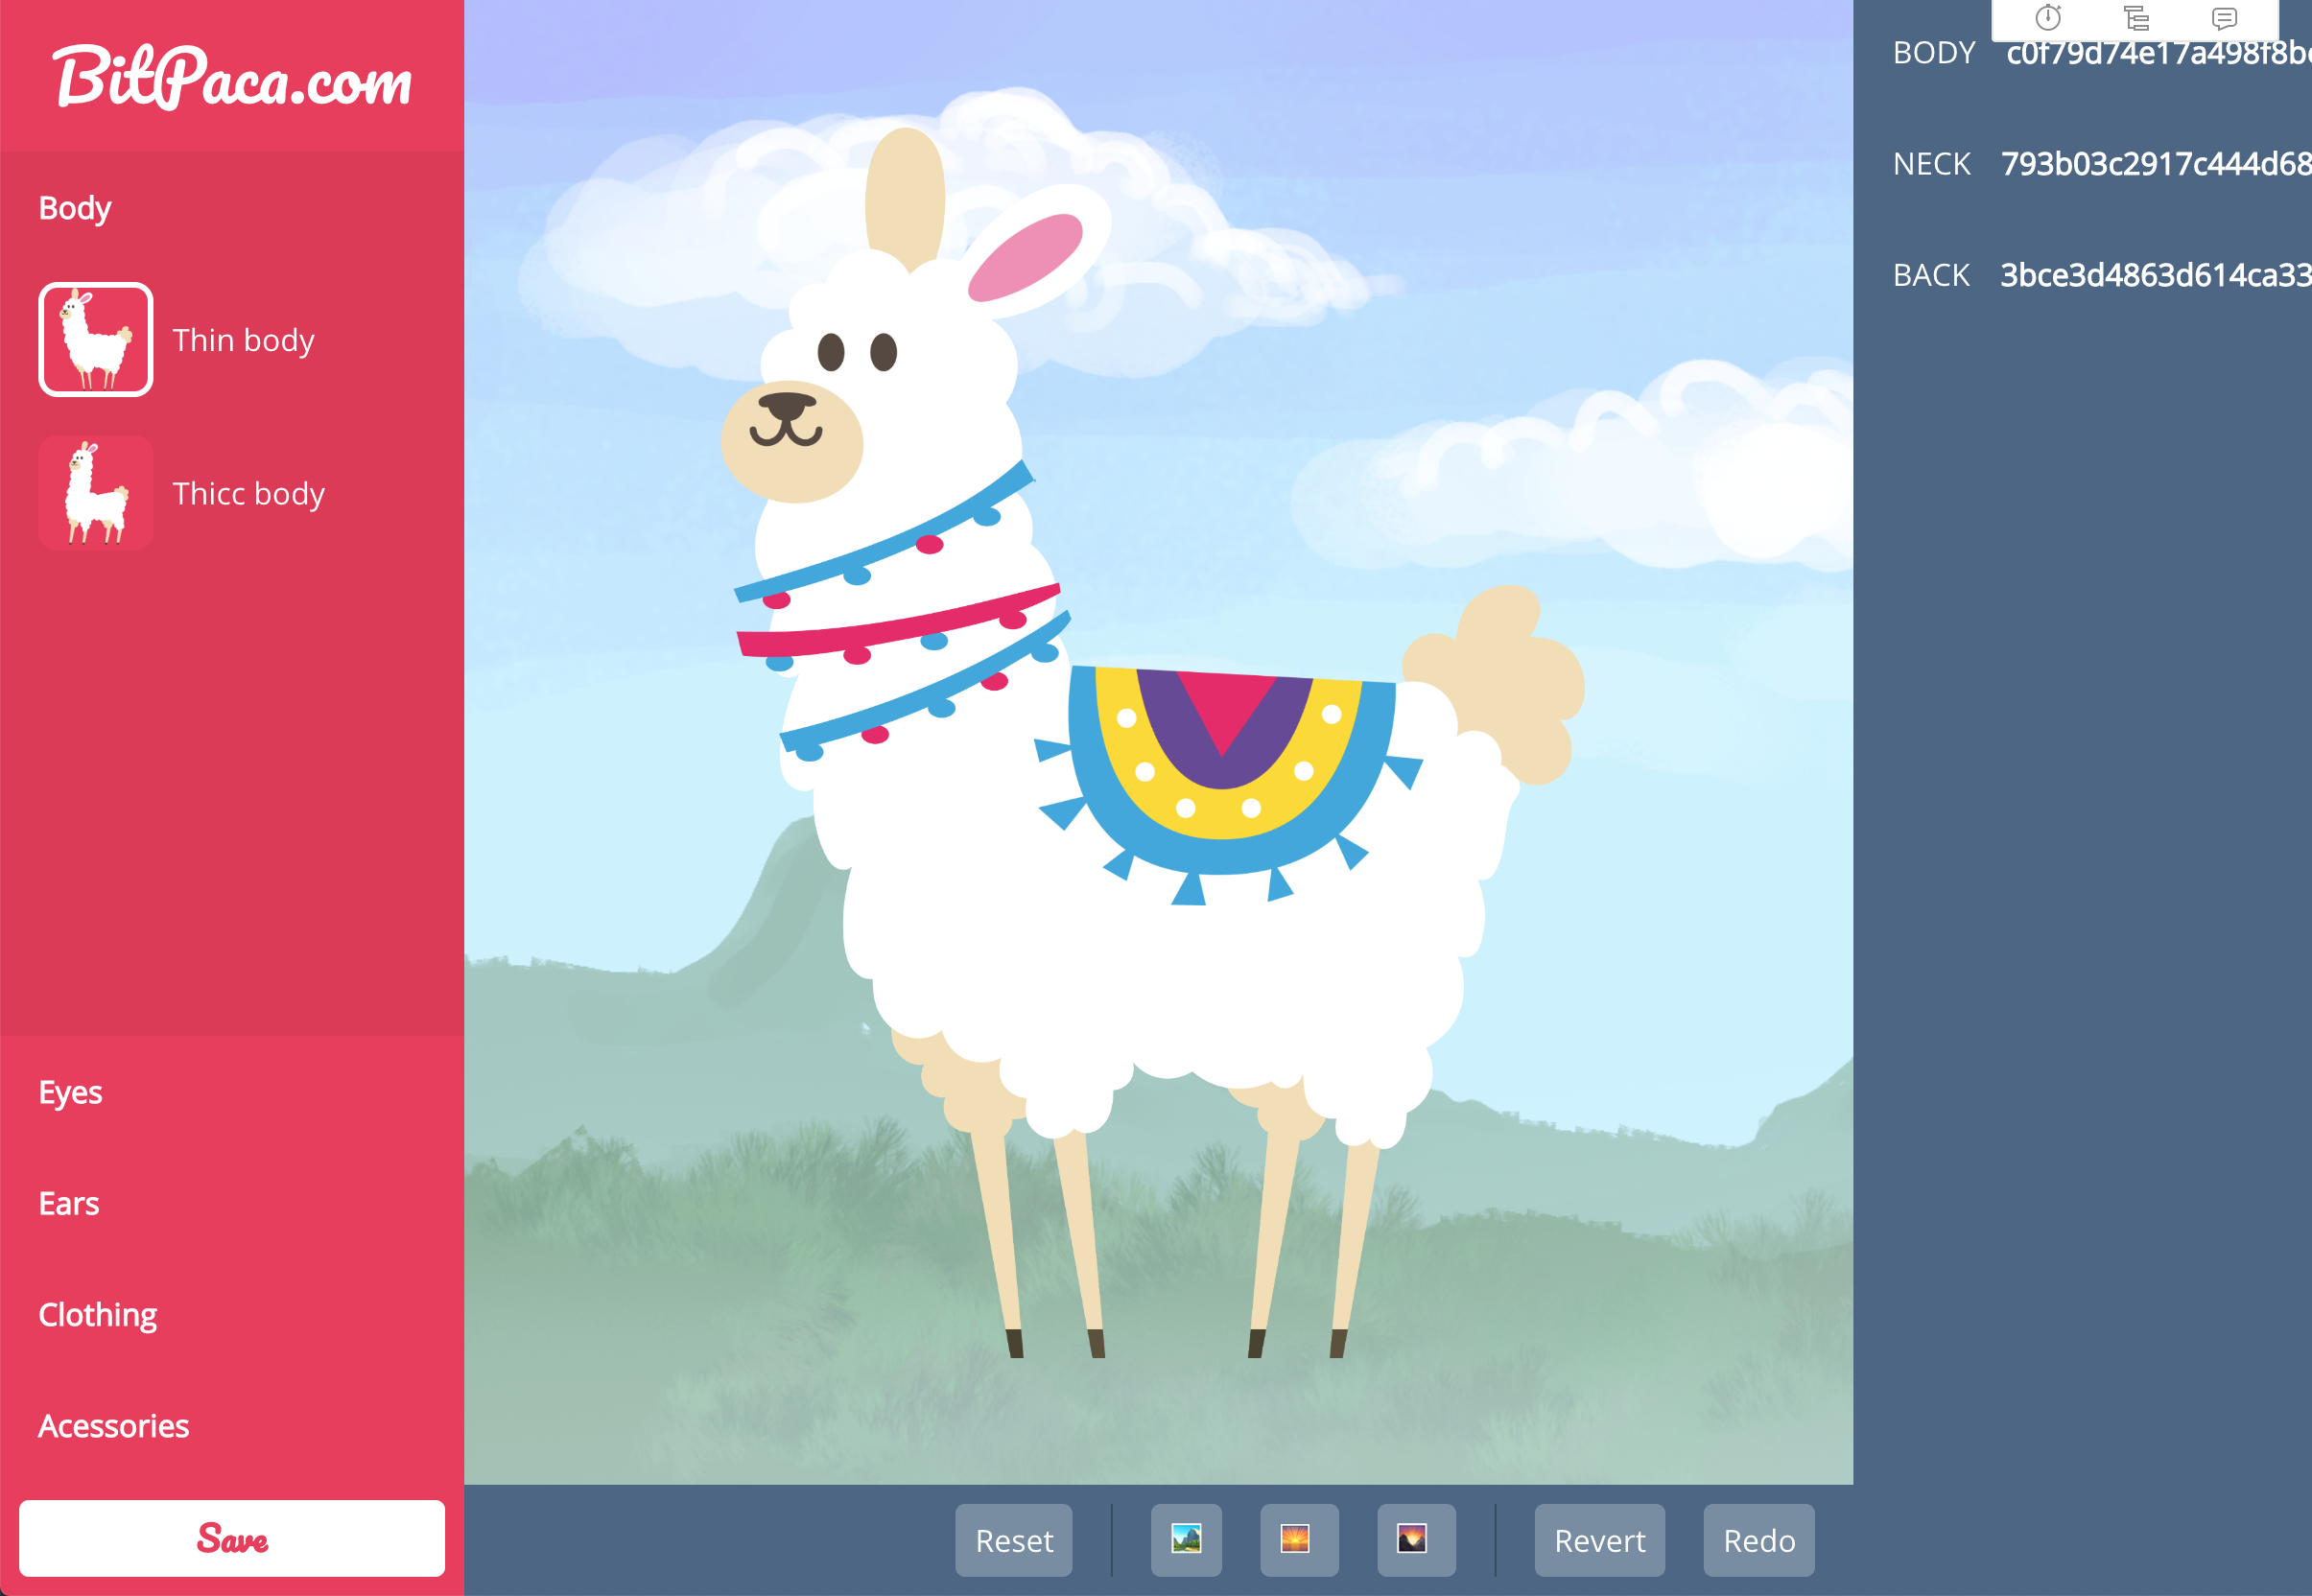 BitPaca.com
Body
Thin body
Thicc body
Eyes
Ears
Clothing
Acessories
Save
Reset
Revert
Redo
BODY c0f79d74e17a498f8b
NECK 793b03c2917c444d68
BACK 3bce3d4863d614ca33